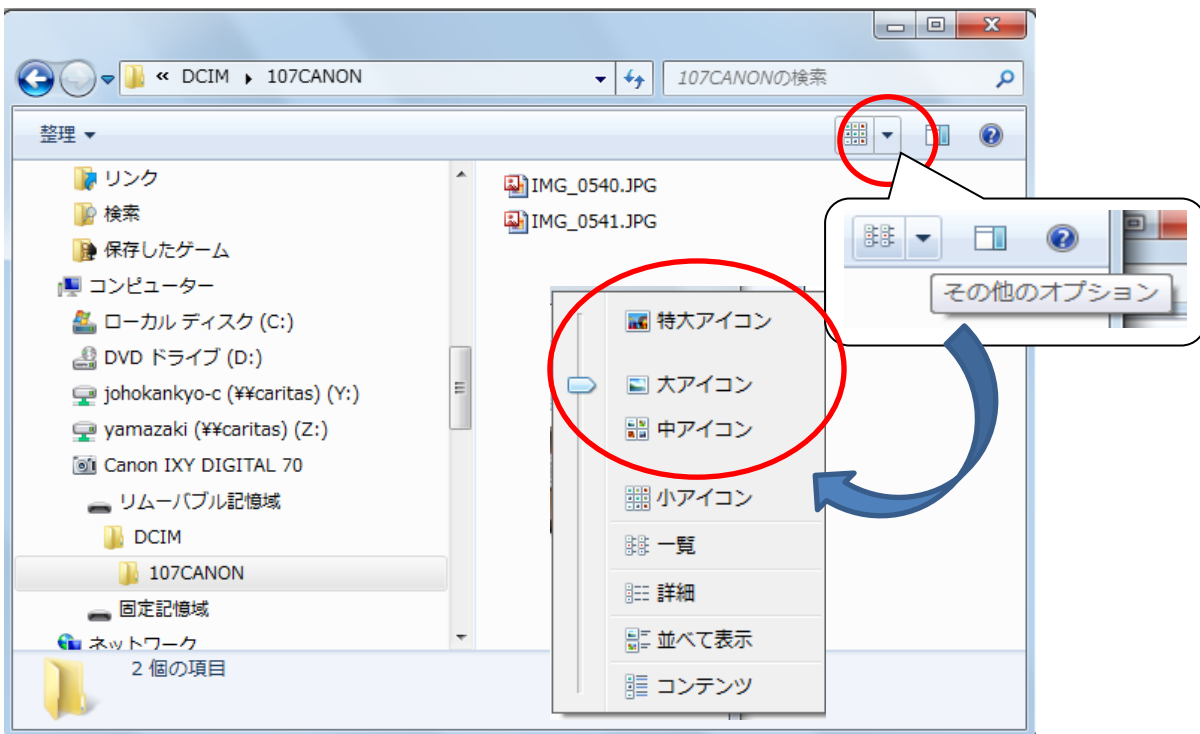 « DCIM ▸ 107CANON
107CANONの検索
整理 ▼
リンク
検索
保存したゲーム
コンピューター
ローカル ディスク (C:)
DVD ドライブ (D:)
johokankyo-c (¥¥caritas) (Y:)
yamazaki (¥¥caritas) (Z:)
Canon IXY DIGITAL 70
リムーバブル記憶域
DCIM
107CANON
固定記憶域
ネットワーク
IMG_0540.JPG
IMG_0541.JPG
その他のオプション
特大アイコン
大アイコン
中アイコン
小アイコン
一覧
詳細
並べて表示
コンテンツ
2 個の項目